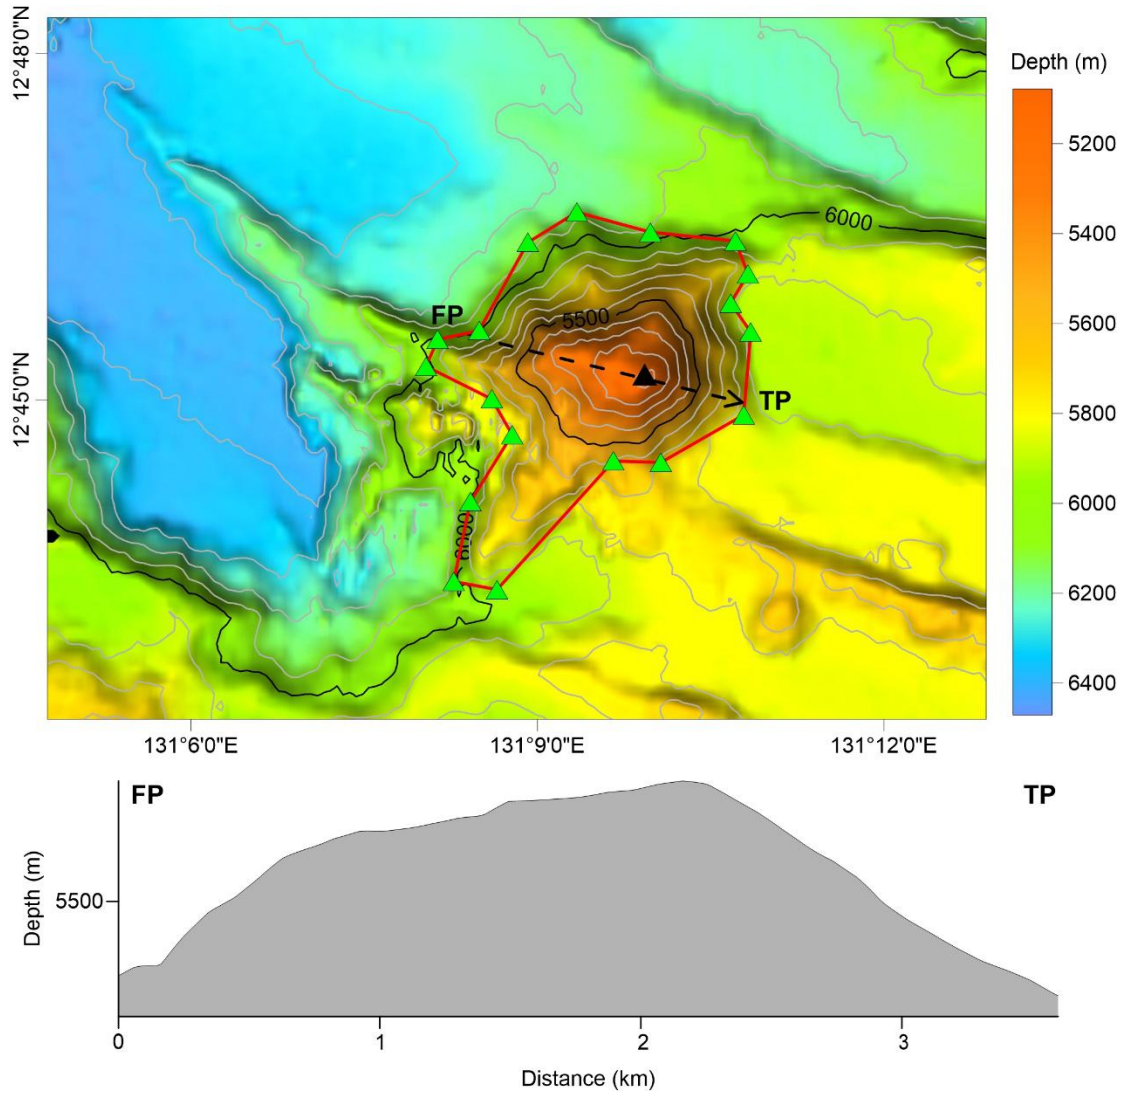 12°48'0"N
12°45'0"N
Depth (m)
5200
5400
5600
5800
6000
6200
6400
6000
5500
6000
FP
TP
131°6'0"E
131°9'0"E
131°12'0"E
FP
TP
Depth (m)
5500
0
1
2
3
Distance (km)